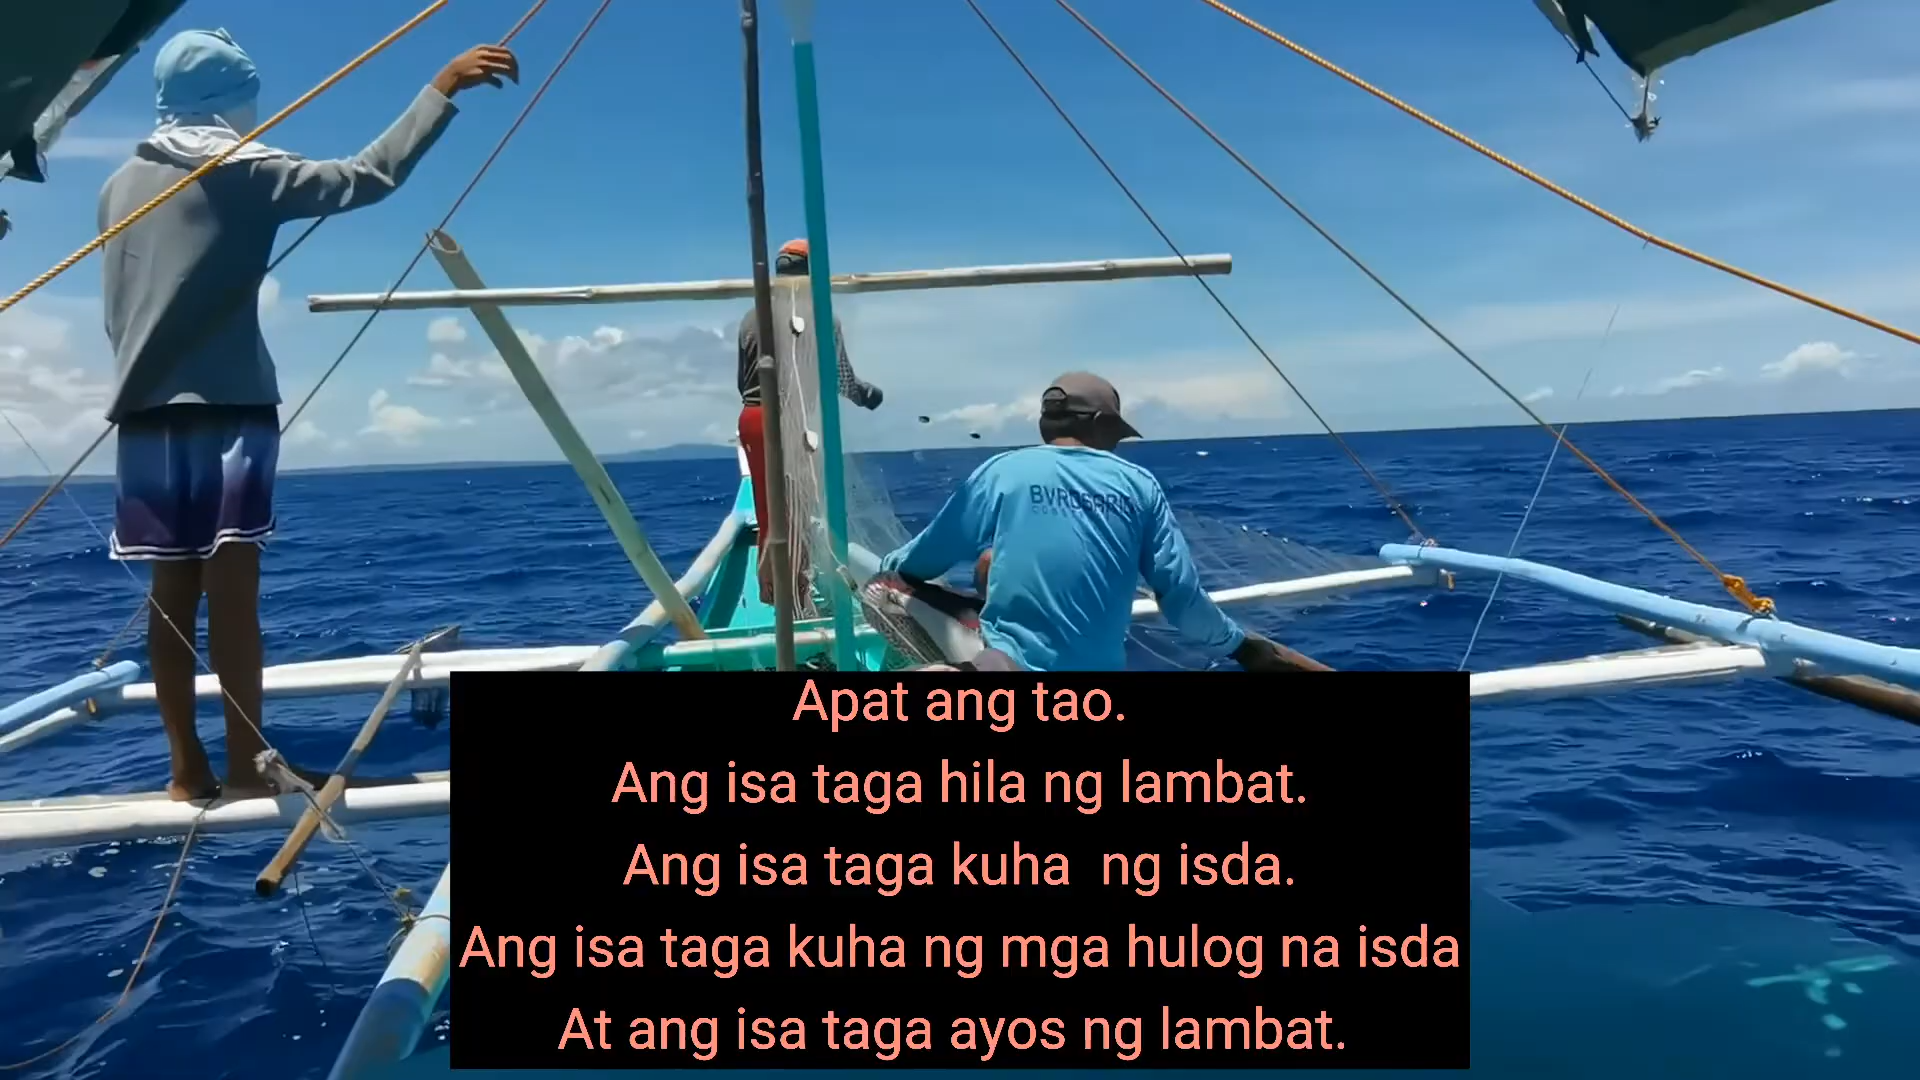 BVROSARIO
Apat ang tao.
Ang isa taga hila ng lambat.
Ang isa taga kuha  ng isda.
Ang isa taga kuha ng mga hulog na isda
At ang isa taga ayos ng lambat.